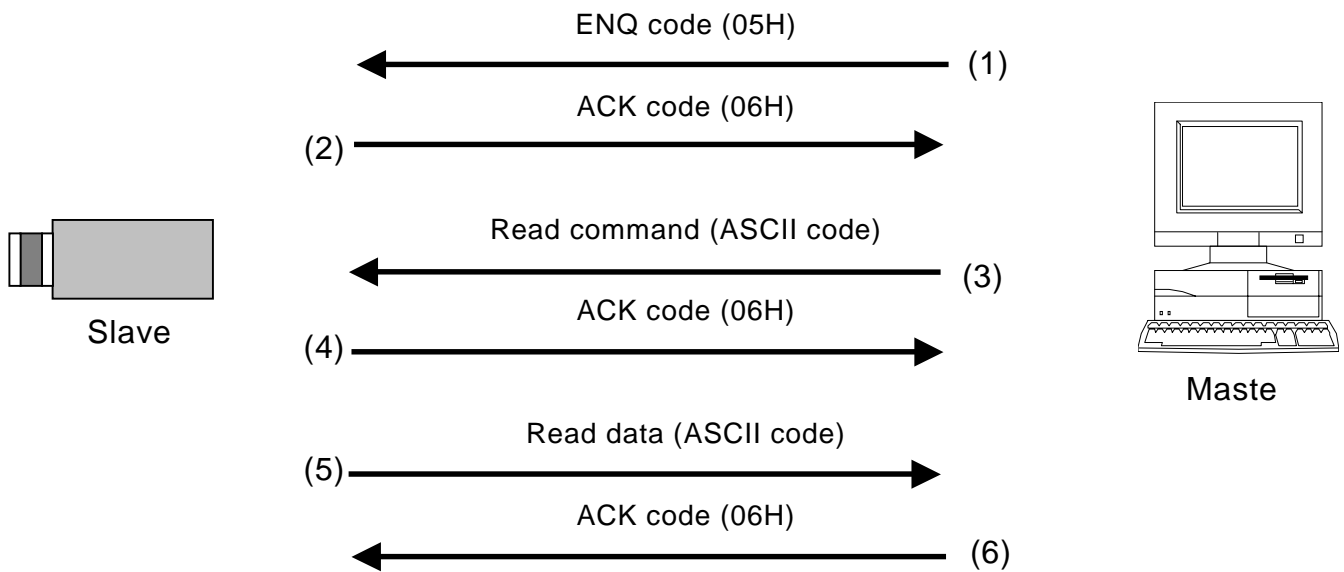 ENQ code (05H)
(1)
ACK code (06H)
(2)
Read command (ASCII code)
(3)
Slave
ACK code (06H)
(4)
Maste
Read data (ASCII code)
(5)
ACK code (06H)
(6)